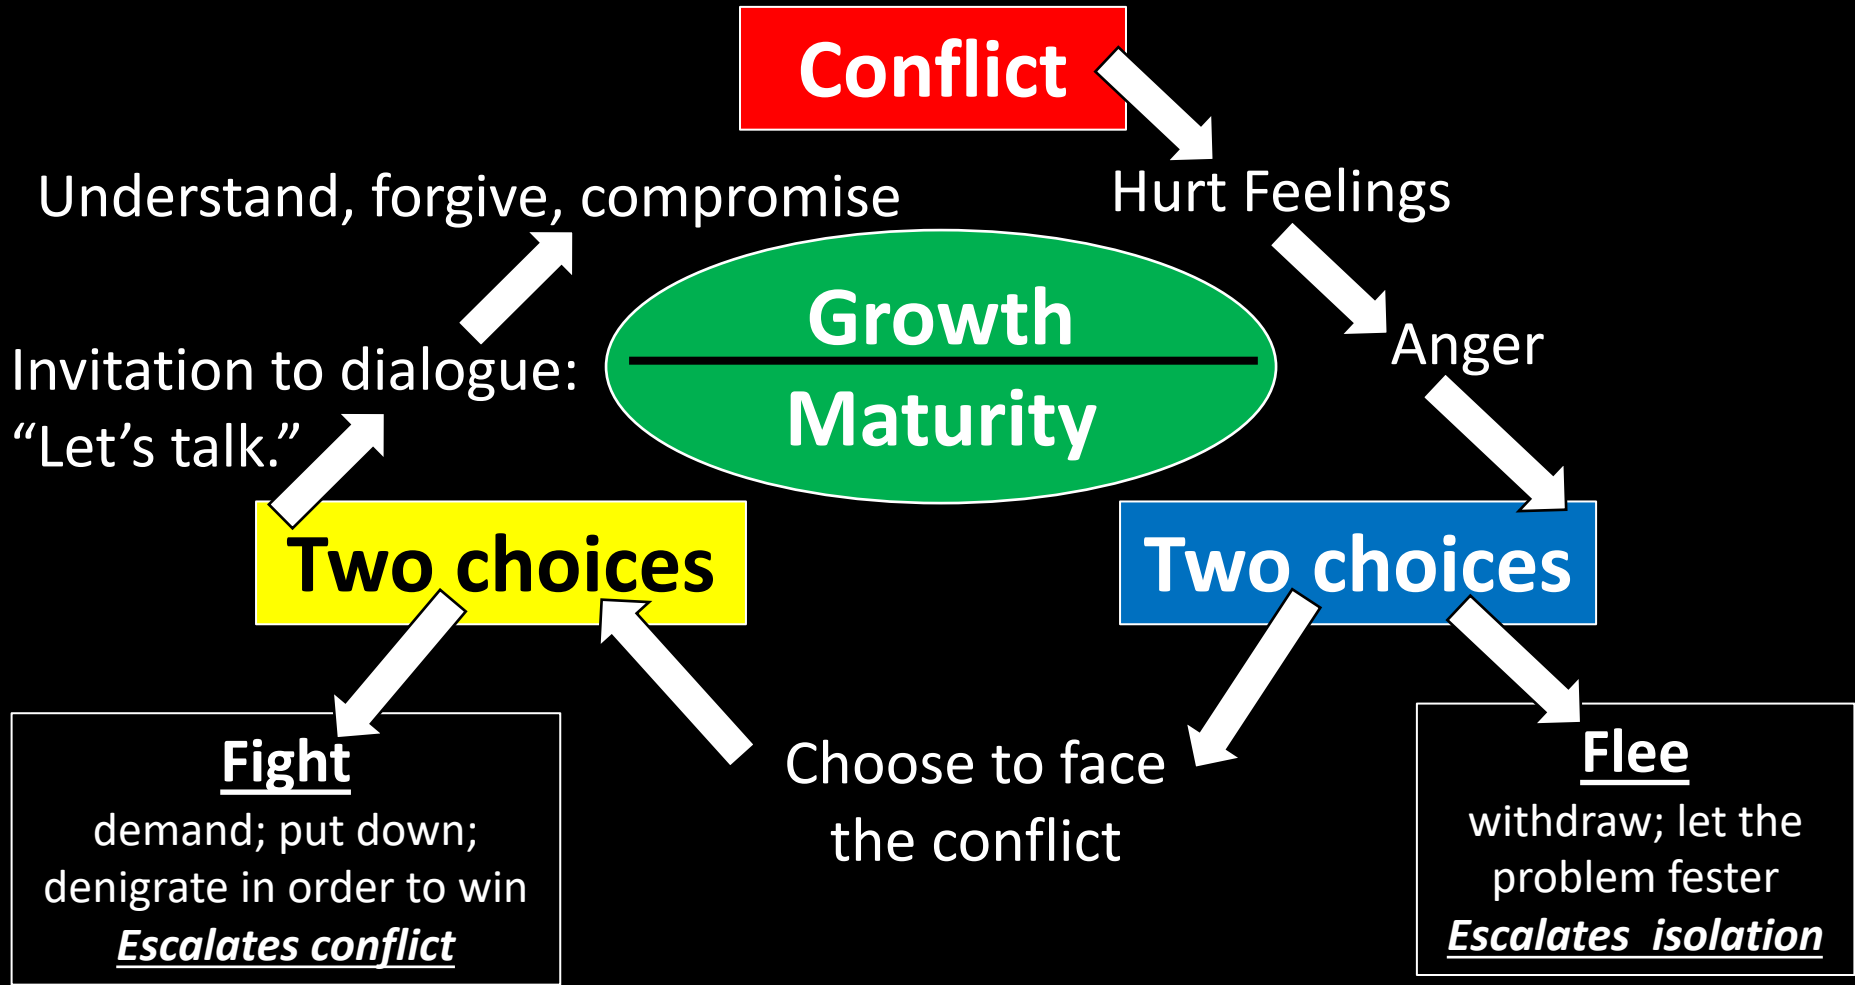 Conflict
Understand, forgive, compromise
Hurt Feelings
Growth
Maturity
Anger
Invitation to dialogue:
“Let’s talk.”
Two choices
Two choices
Fight
demand; put down;
denigrate in order to win
Escalates conflict
Choose to face
the conflict
Flee
withdraw; let the
problem fester
Escalates isolation